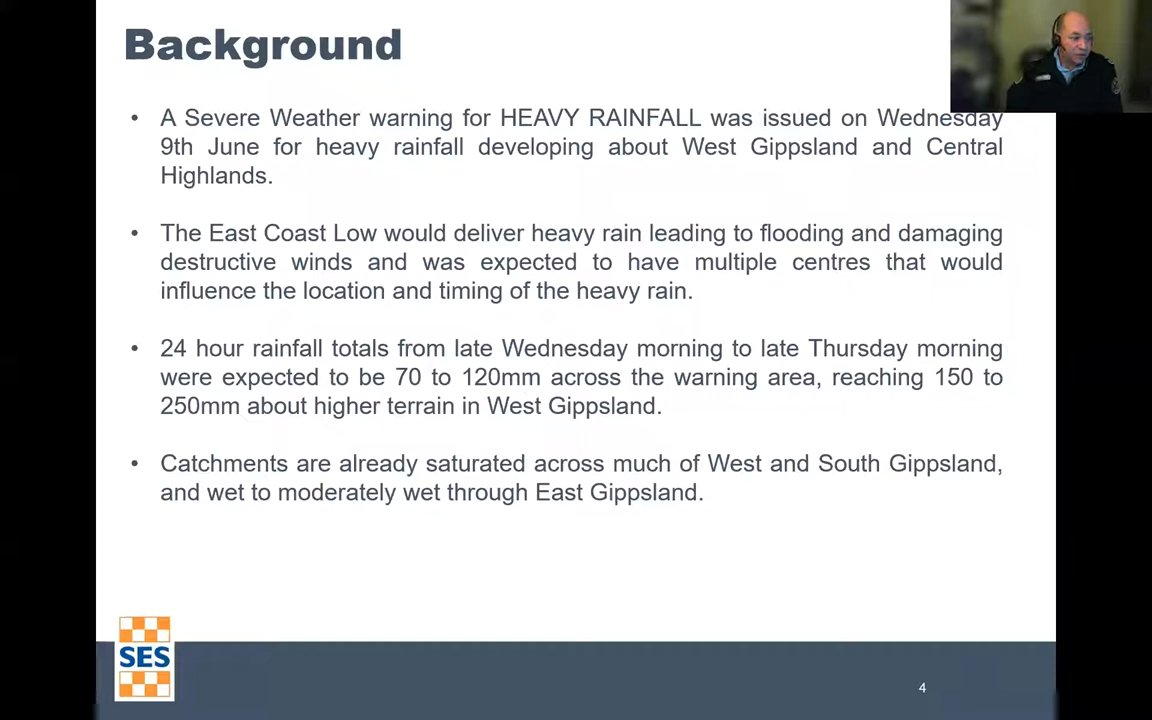 Background
• A Severe Weather warning for HEAVY RAINFALL was issued on Wednesday
9th June for heavy rainfall developing about West Gippsland and Central
Highlands.
• The East Coast Low would deliver heavy rain leading to flooding and damaging
destructive winds and was expected to have multiple centres that would
influence the location and timing of the heavy rain.
• 24 hour rainfall totals from late Wednesday morning to late Thursday morning
were expected to be 70 to 120mm across the warning area, reaching 150 to
250mm about higher terrain in West Gippsland.
• Catchments are already saturated across much of West and South Gippsland,
and wet to moderately wet through East Gippsland.
SES
4